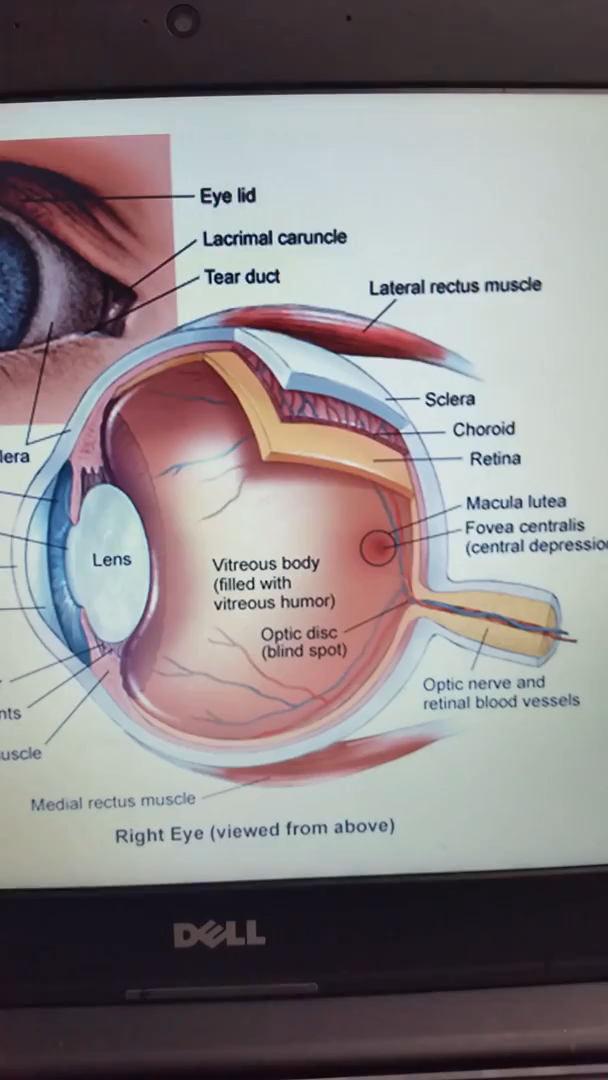 Eye lid
Lacrimal caruncle
Tear duct
Lateral rectus muscle
Sclera
Choroid
Retina
lera
Macula lutea
Fovea centralis
(central depressio
Lens
Vitreous body
(filled with
vitreous humor)
Optic disc
(blind spot)
Optic nerve and
retinal blood vessels
nts
uscle
Medial rectus muscle
Right Eye (viewed from above)
DELL